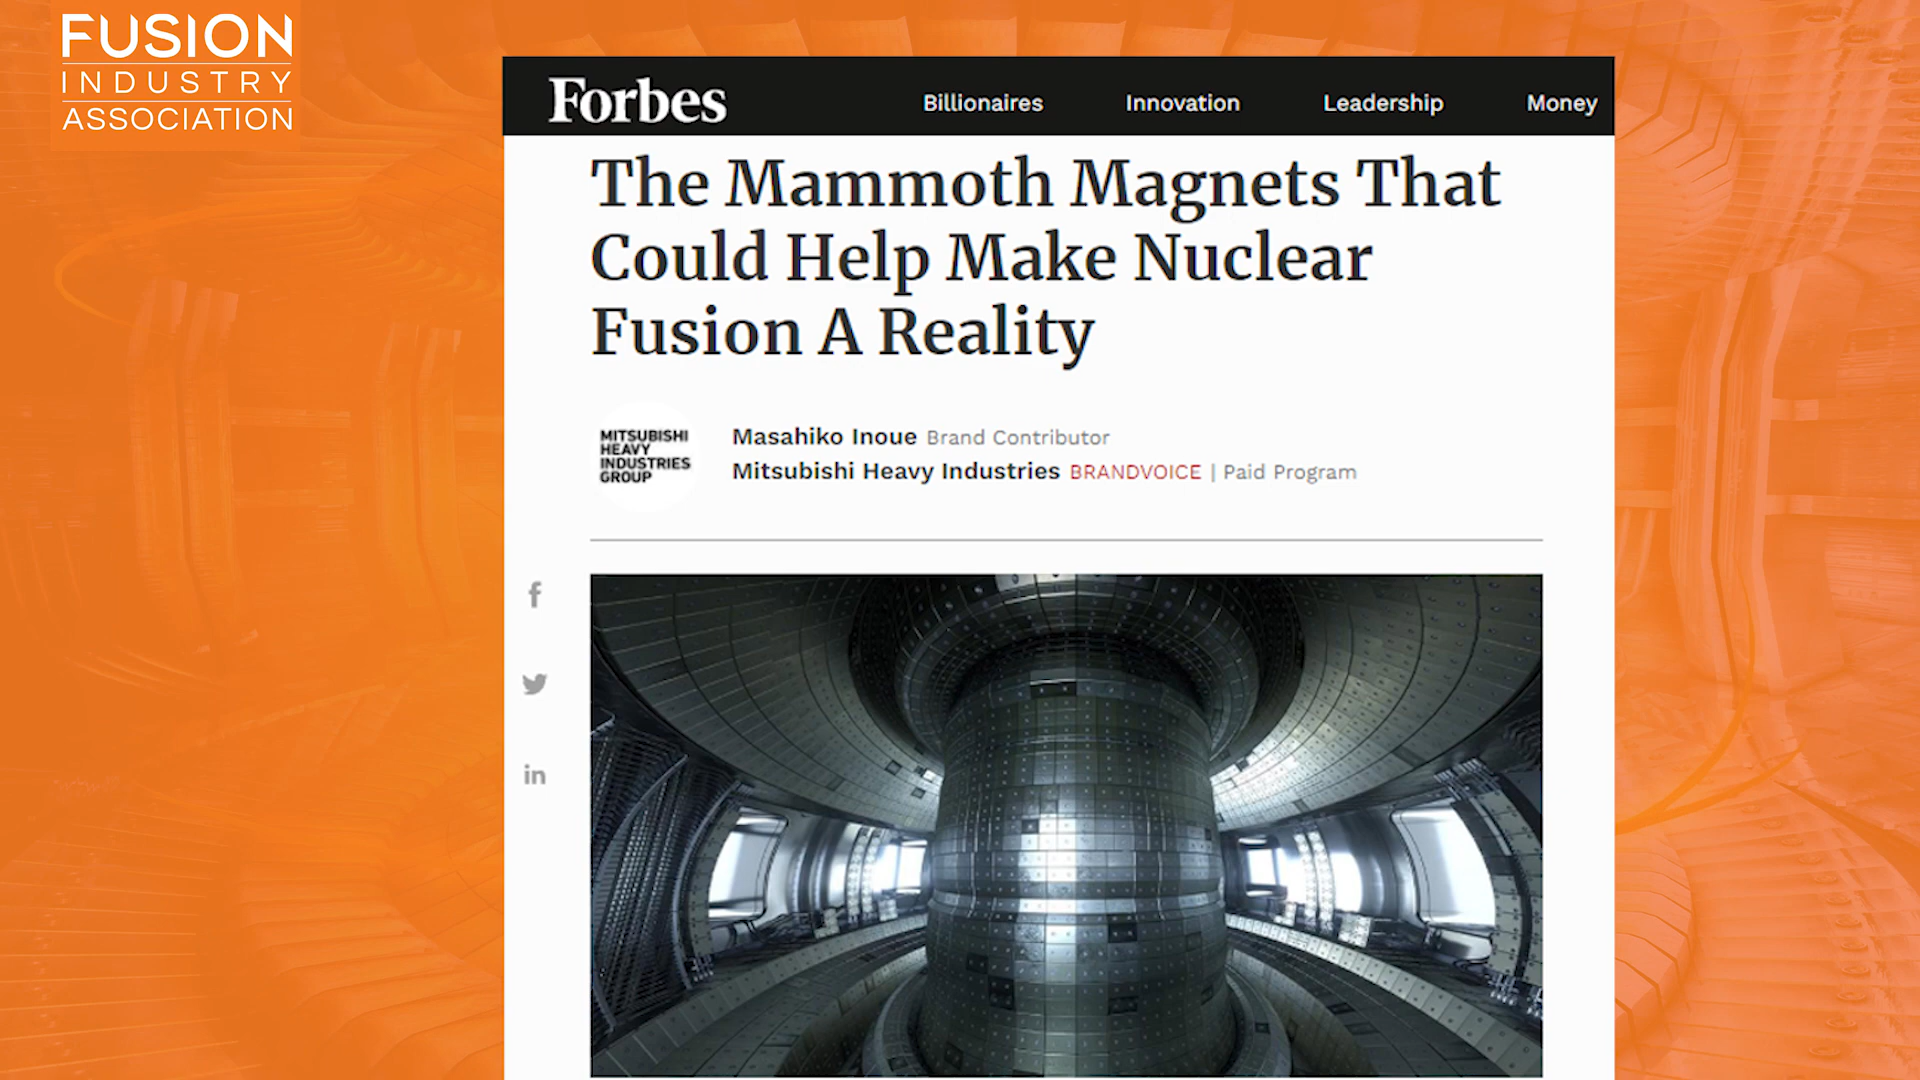 FUSION
INDUSTRY
ASSOCIATION
Forbes
Billionaires
Innovation
Leadership
Money
The Mammoth Magnets That
Could Help Make Nuclear
Fusion A Reality
MITSUBISHI
HEAVY
INDUSTRIES
GROUP
Masahiko Inoue Brand Contributor
Mitsubishi Heavy Industries BRANDVOICE | Paid Program
f
in